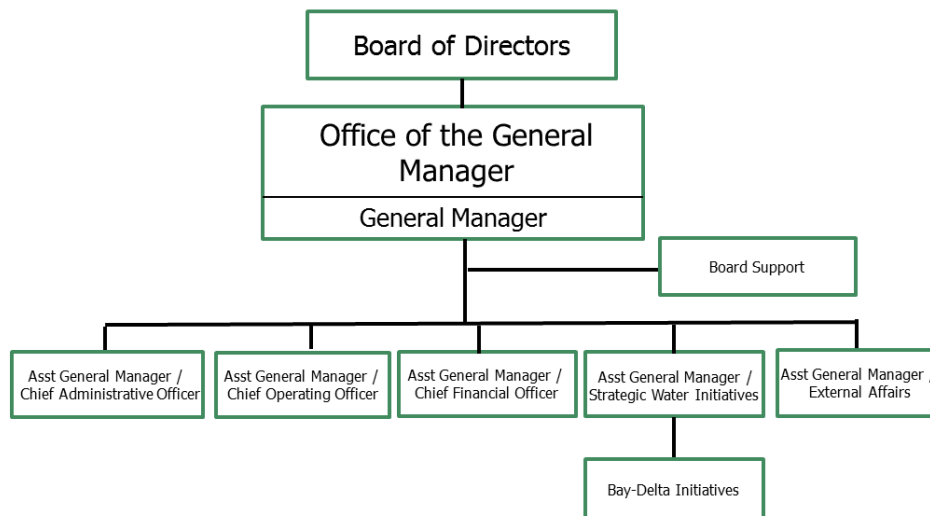 Board of Directors
Office of the General
Manager
General Manager
Board Support
Asst General Manager /
Chief Administrative Officer
Asst General Manager /
Chief Operating Officer
Asst General Manager /
Chief Financial Officer
Asst General Manager /
Strategic Water Initiatives
Asst General Manager /
External Affairs
Bay-Delta Initiatives